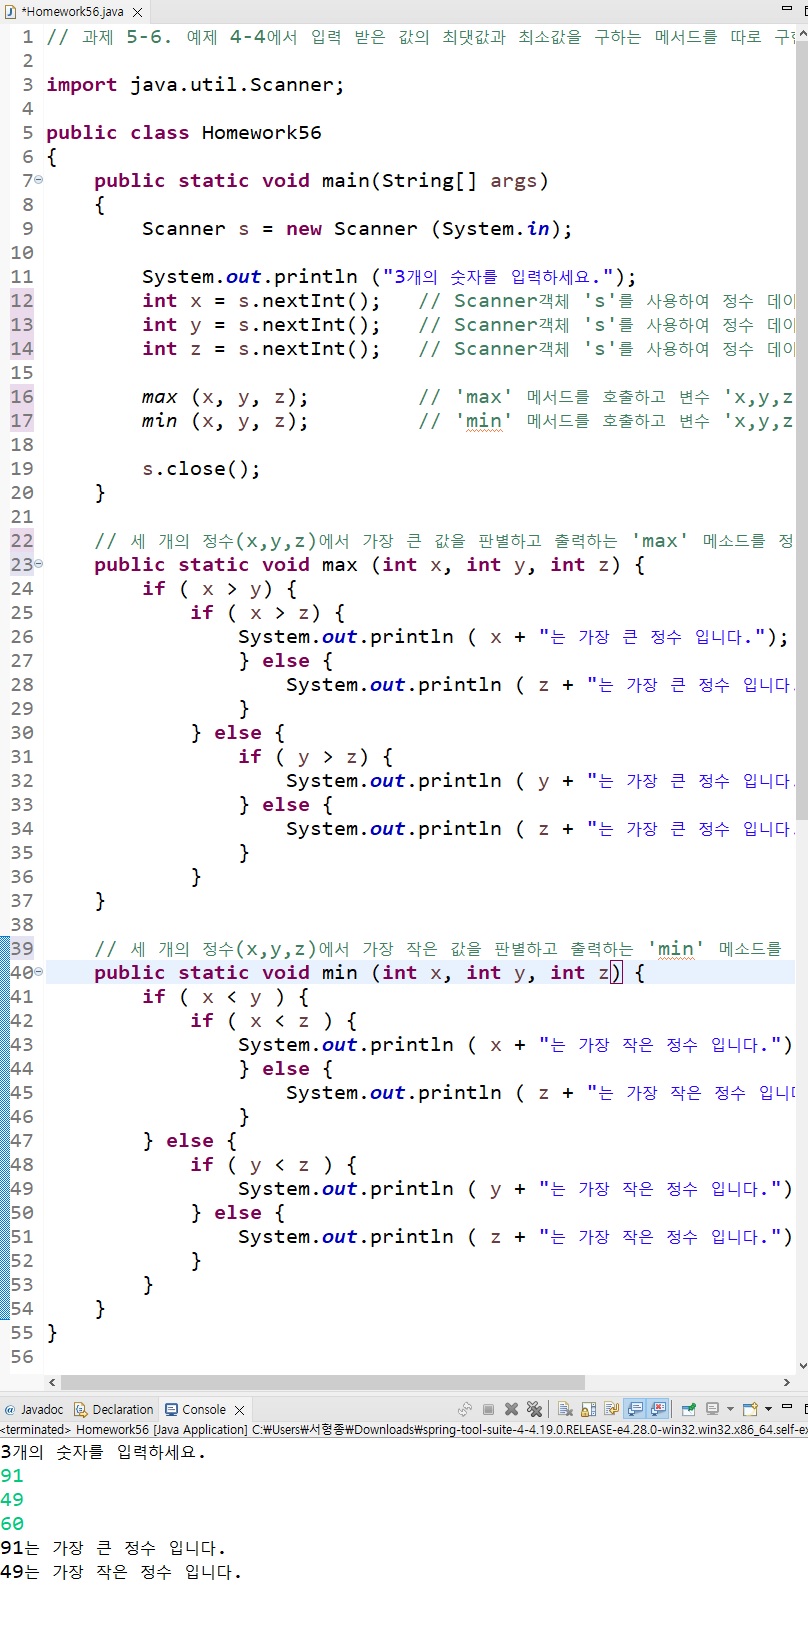 *Homework56.java
1 // 과제 5-6. 예제 4-4에서 입력 받은 값의 최댓값과 최소값을 구하는 메서드를 따로 구
2
3 import java.util.Scanner;
4
5 public class Homework56
6 {
7     public static void main(String[] args)
8     {
9         Scanner s = new Scanner (System.in);
10
11         System.out.println ("3개의 숫자를 입력하세요.");
12         int x = s.nextInt();   // Scanner객체 's'를 사용하여 정수 데이
13         int y = s.nextInt();   // Scanner객체 's'를 사용하여 정수 데이
14         int z = s.nextInt();   // Scanner객체 's'를 사용하여 정수 데이
15
16         max (x, y, z);         // 'max' 메서드를 호출하고 변수 'x,y,z
17         min (x, y, z);         // 'min' 메서드를 호출하고 변수 'x,y,z
18
19         s.close();
20     }
21
22     // 세 개의 정수(x,y,z)에서 가장 큰 값을 판별하고 출력하는 'max' 메소드를 정
23     public static void max (int x, int y, int z) {
24         if ( x > y) {
25             if ( x > z) {
26                 System.out.println ( x + "는 가장 큰 정수 입니다.");
27                 } else {
28                     System.out.println ( z + "는 가장 큰 정수 입니다.
29                 }
30             } else {
31                 if ( y > z) {
32                     System.out.println ( y + "는 가장 큰 정수 입니다.
33                 } else {
34                     System.out.println ( z + "는 가장 큰 정수 입니다.
35                 }
36             }
37     }
38
39     // 세 개의 정수(x,y,z)에서 가장 작은 값을 판별하고 출력하는 'min' 메소드를
40     public static void min (int x, int y, int z) {
41         if ( x < y ) {
42             if ( x < z ) {
43                 System.out.println ( x + "는 가장 작은 정수 입니다.")
44                 } else {
45                     System.out.println ( z + "는 가장 작은 정수 입니다
46                 }
47         } else {
48             if ( y < z ) {
49                 System.out.println ( y + "는 가장 작은 정수 입니다.")
50             } else {
51                 System.out.println ( z + "는 가장 작은 정수 입니다.")
52             }
53         }
54     }
55 }
56
@ Javadoc Declaration Console
<terminated> Homework56 [Java Application] C:₩Users₩서형종₩Downloads₩spring-tool-suite-4-4.19.0.RELEASE-e4.28.0-win32.win32.x86_64.self-ex
3개의 숫자를 입력하세요.
91
49
60
91는 가장 큰 정수 입니다.
49는 가장 작은 정수 입니다.